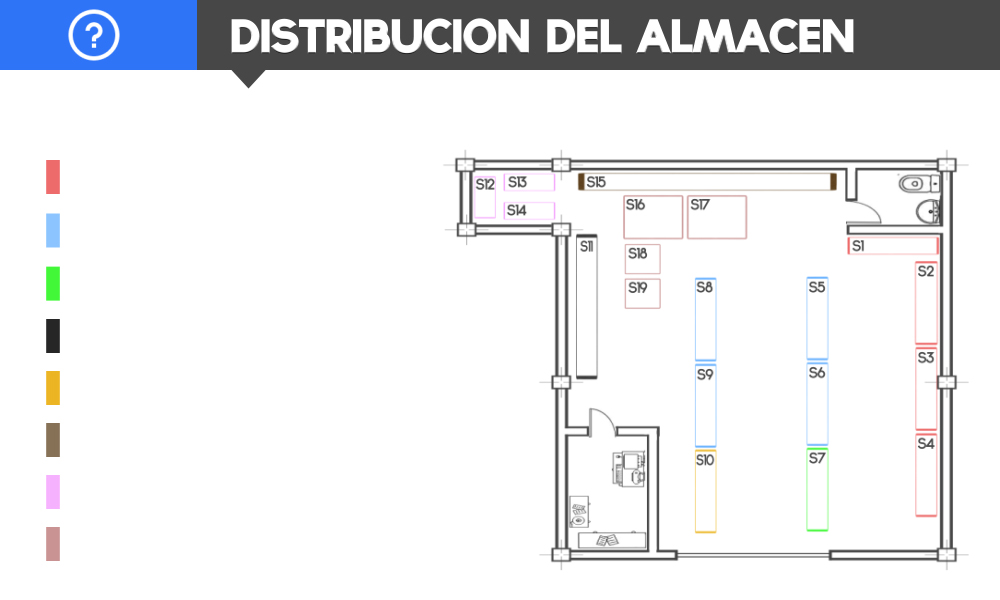 ?
DISTRIBUCION DEL ALMACEN
S12
S13
S14
S15
S16
S17
S11
S18
S19
S1
S2
S8
S5
S3
S9
S6
S4
S10
S7